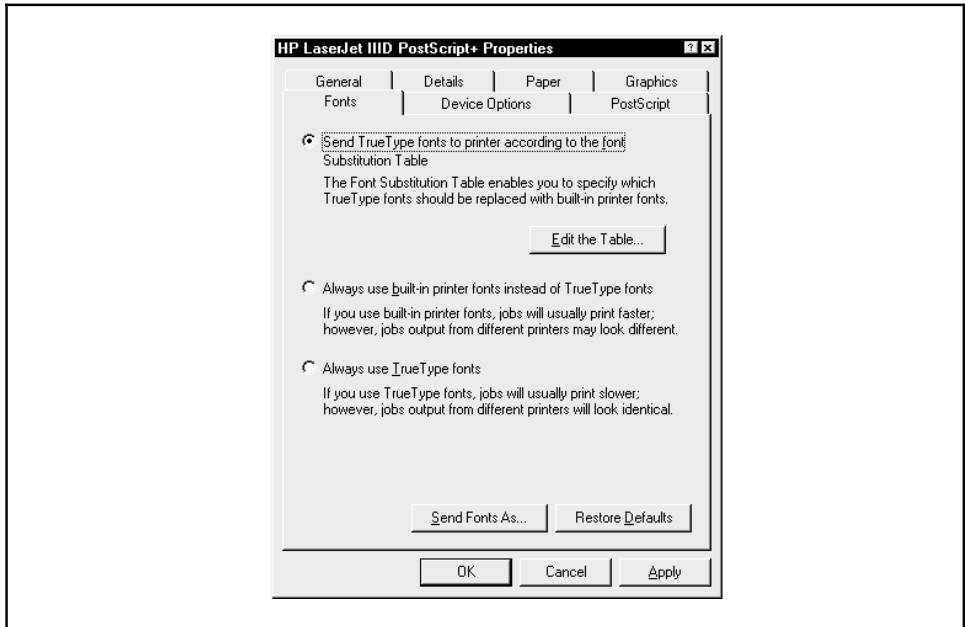 HP LaserJet IIID PostScript+ Properties
General Details Paper Graphics
Fonts Device Options PostScript
Send TrueType fonts to printer according to the font
Substitution Table
The Font Substitution Table enables you to specify which
TrueType fonts should be replaced with built-in printer fonts.
Edit the Table...
Always use built-in printer fonts instead of TrueType fonts
If you use built-in printer fonts, jobs will usually print faster;
however, jobs output from different printers may look different.
Always use TrueType fonts
If you use TrueType fonts, jobs will usually print slower;
however, jobs output from different printers will look identical.
Send Fonts As... Restore Defaults
OK Cancel Apply